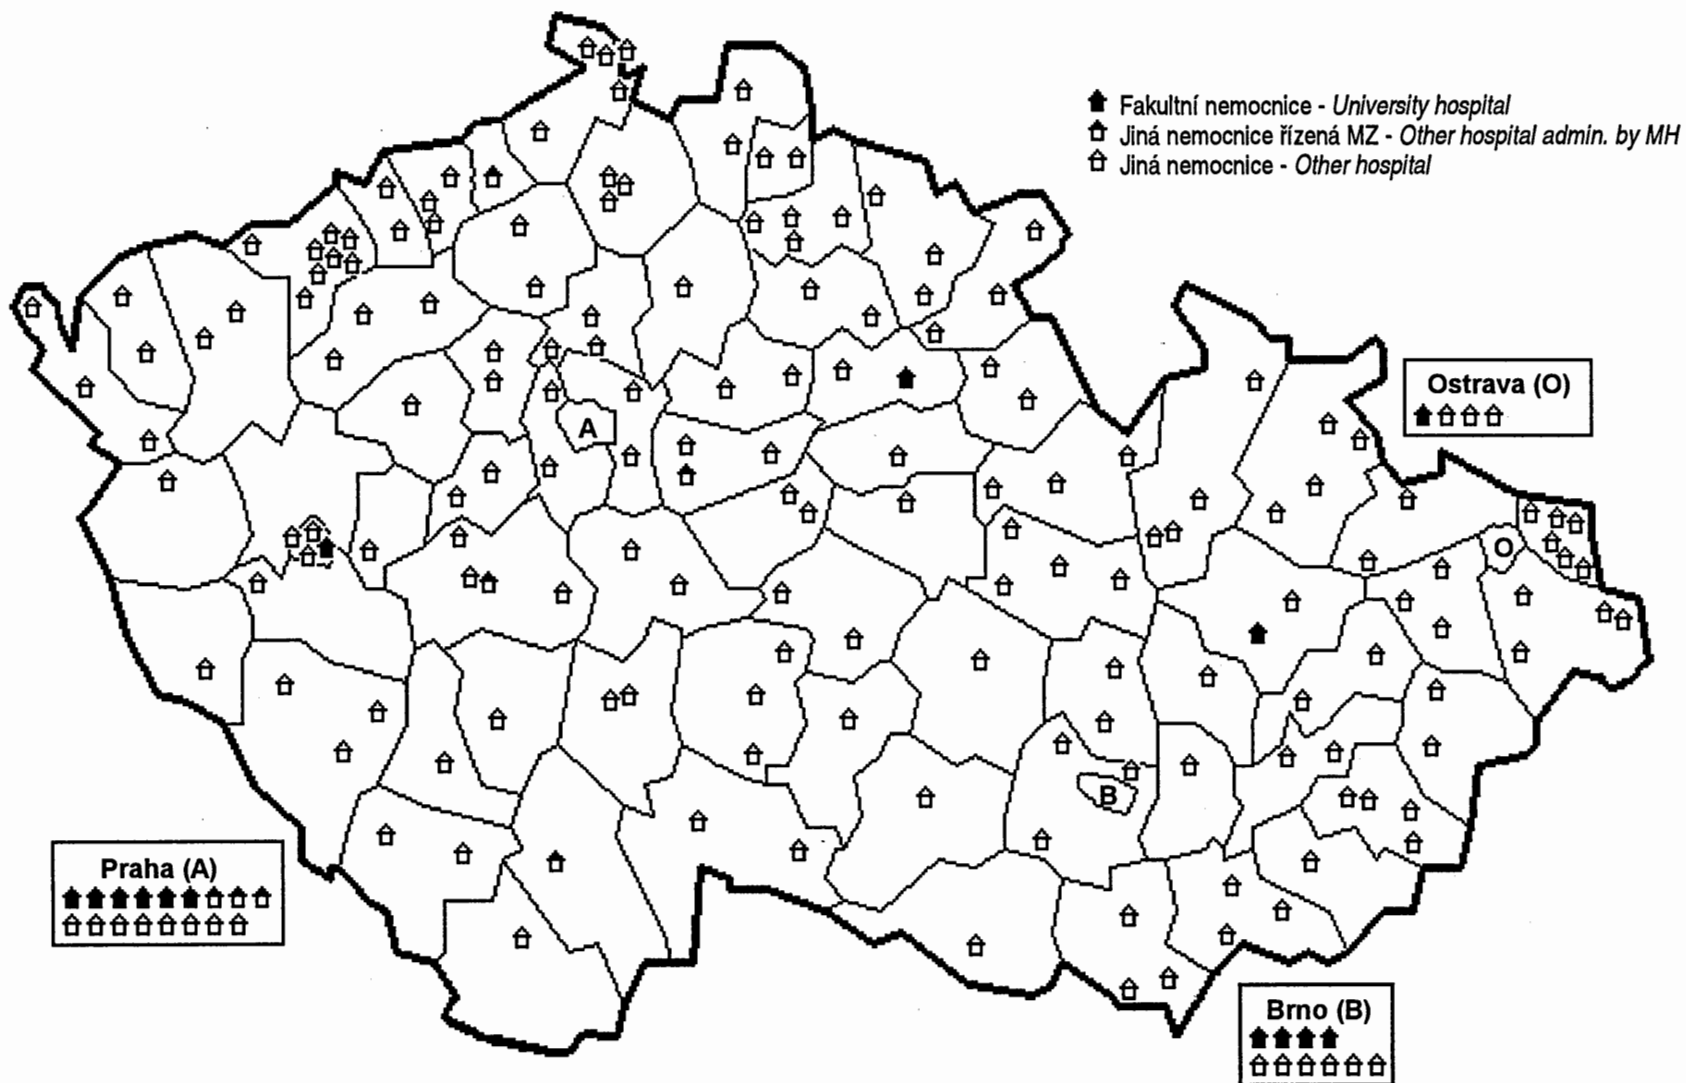 Fakultní nemocnice - University hospital
Jiná nemocnice řízená MZ - Other hospital admin. by MH
Jiná nemocnice - Other hospital
Ostrava (O)
A
O
B
Praha (A)
Brno (B)